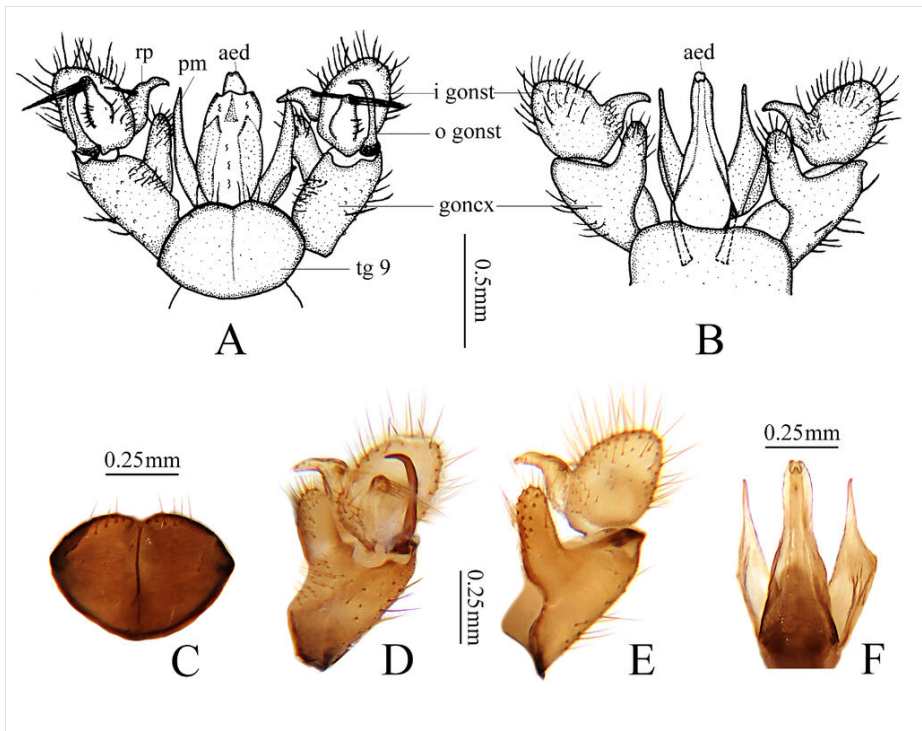 rp
pm
aed
aed
i gonst
o gonst
goncx
tg 9
0.5mm
A
B
0.25mm
0.25mm
0.25mm
C
D
E
F